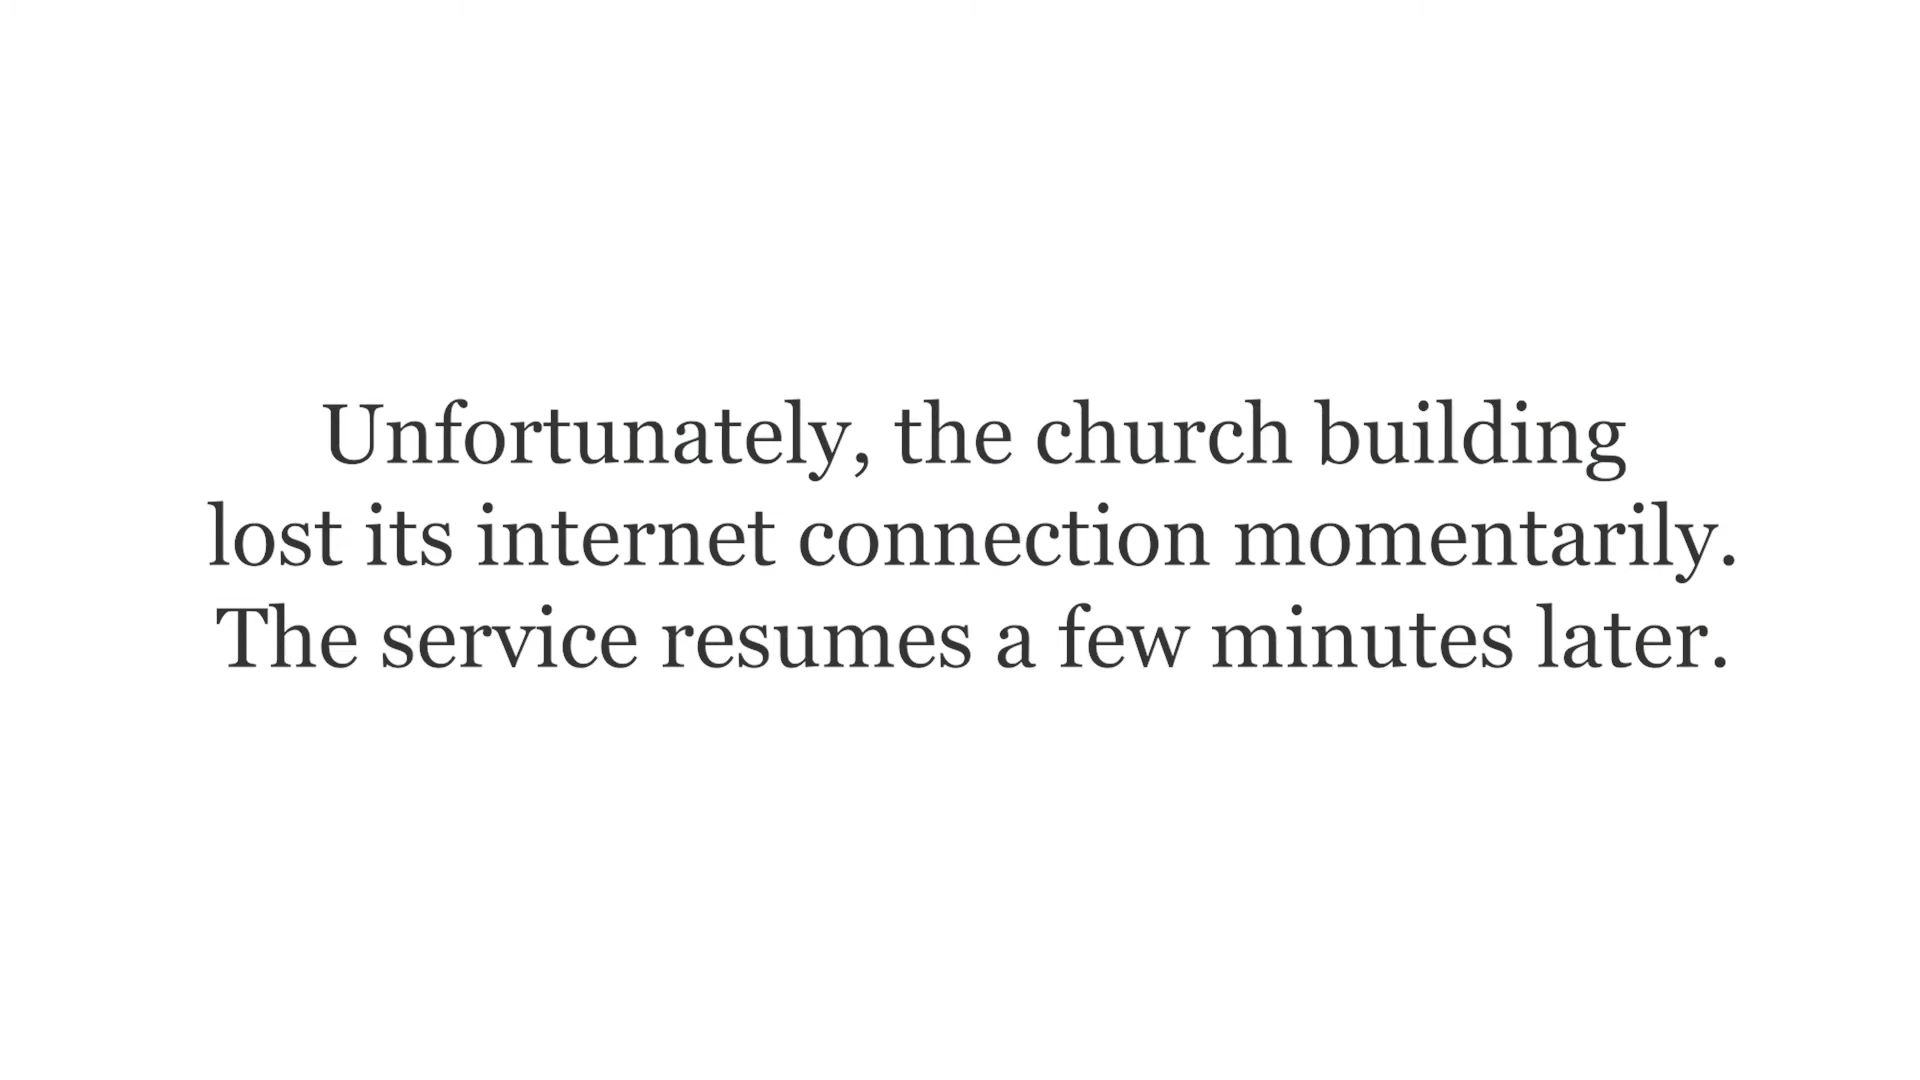 Unfortunately, the church building
lost its internet connection momentarily.
The service resumes a few minutes later.